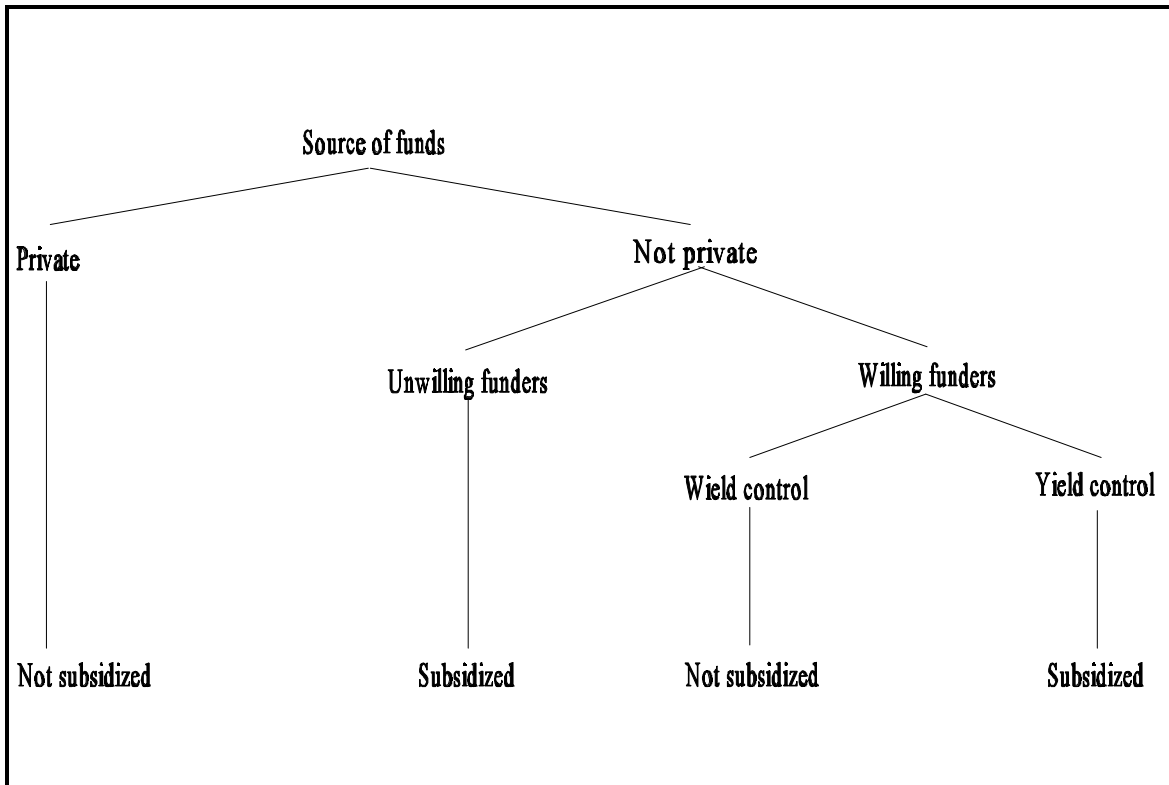 Source of funds
Private
Not private
Unwilling funders
Willing funders
Wield control
Yield control
Not subsidized
Subsidized
Not subsidized
Subsidized